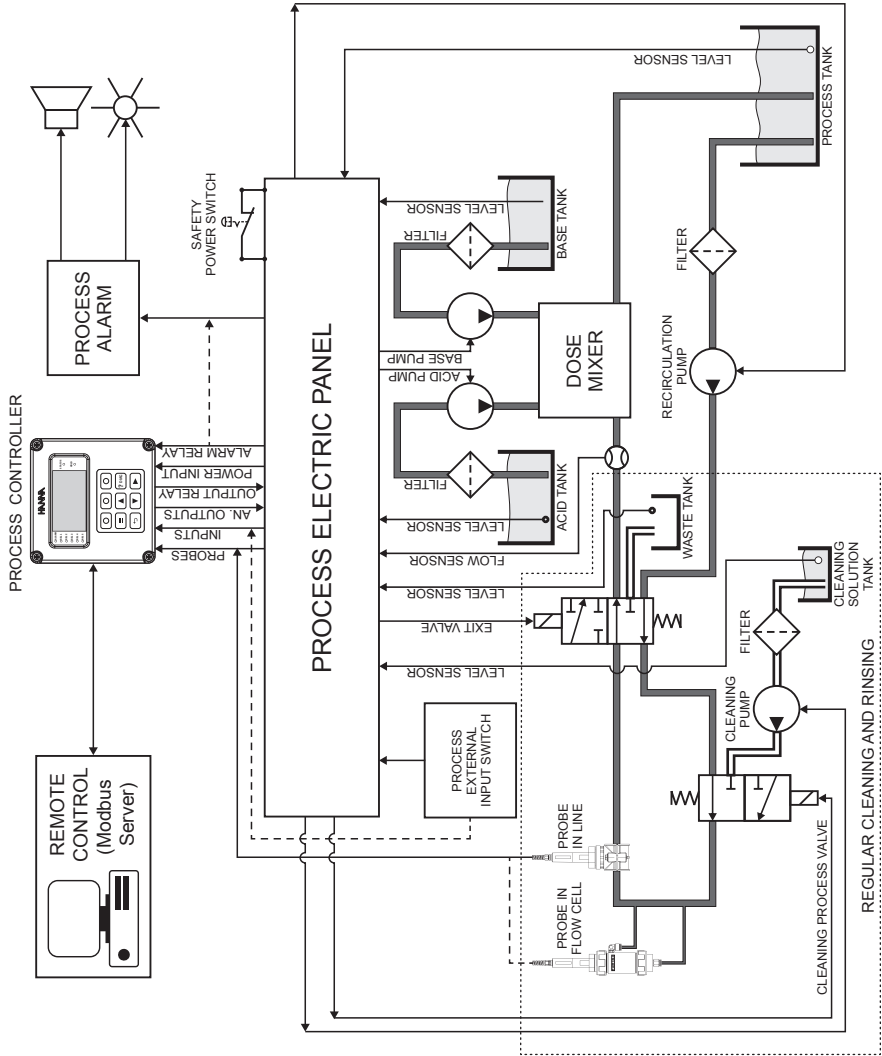 PROCESS CONTROLLER
HANNA
REMOTE
CONTROL
(Modbus
Server)
PROCESS
ALARM
SAFETY
POWER SWITCH
PROBES
INPUTS
AN. OUTPUTS
OUTPUT RELAY
POWER INPUT
ALARM RELAY
PROCESS ELECTRIC PANEL
PROCESS
EXTERNAL
INPUT SWITCH
LEVEL SENSOR
EXIT VALVE
LEVEL SENSOR
FLOW SENSOR
LEVEL SENSOR
ACID PUMP
BASE PUMP
LEVEL SENSOR
LEVEL SENSOR
FILTER
ACID TANK
FILTER
BASE TANK
DOSE
MIXER
PROCESS TANK
FILTER
RECIRCULATION
PUMP
WASTE TANK
CLEANING
SOLUTION
TANK
FILTER
CLEANING
PUMP
PROBE
IN LINE
PROBE IN
FLOW CELL
CLEANING PROCESS VALVE
REGULAR CLEANING AND RINSING